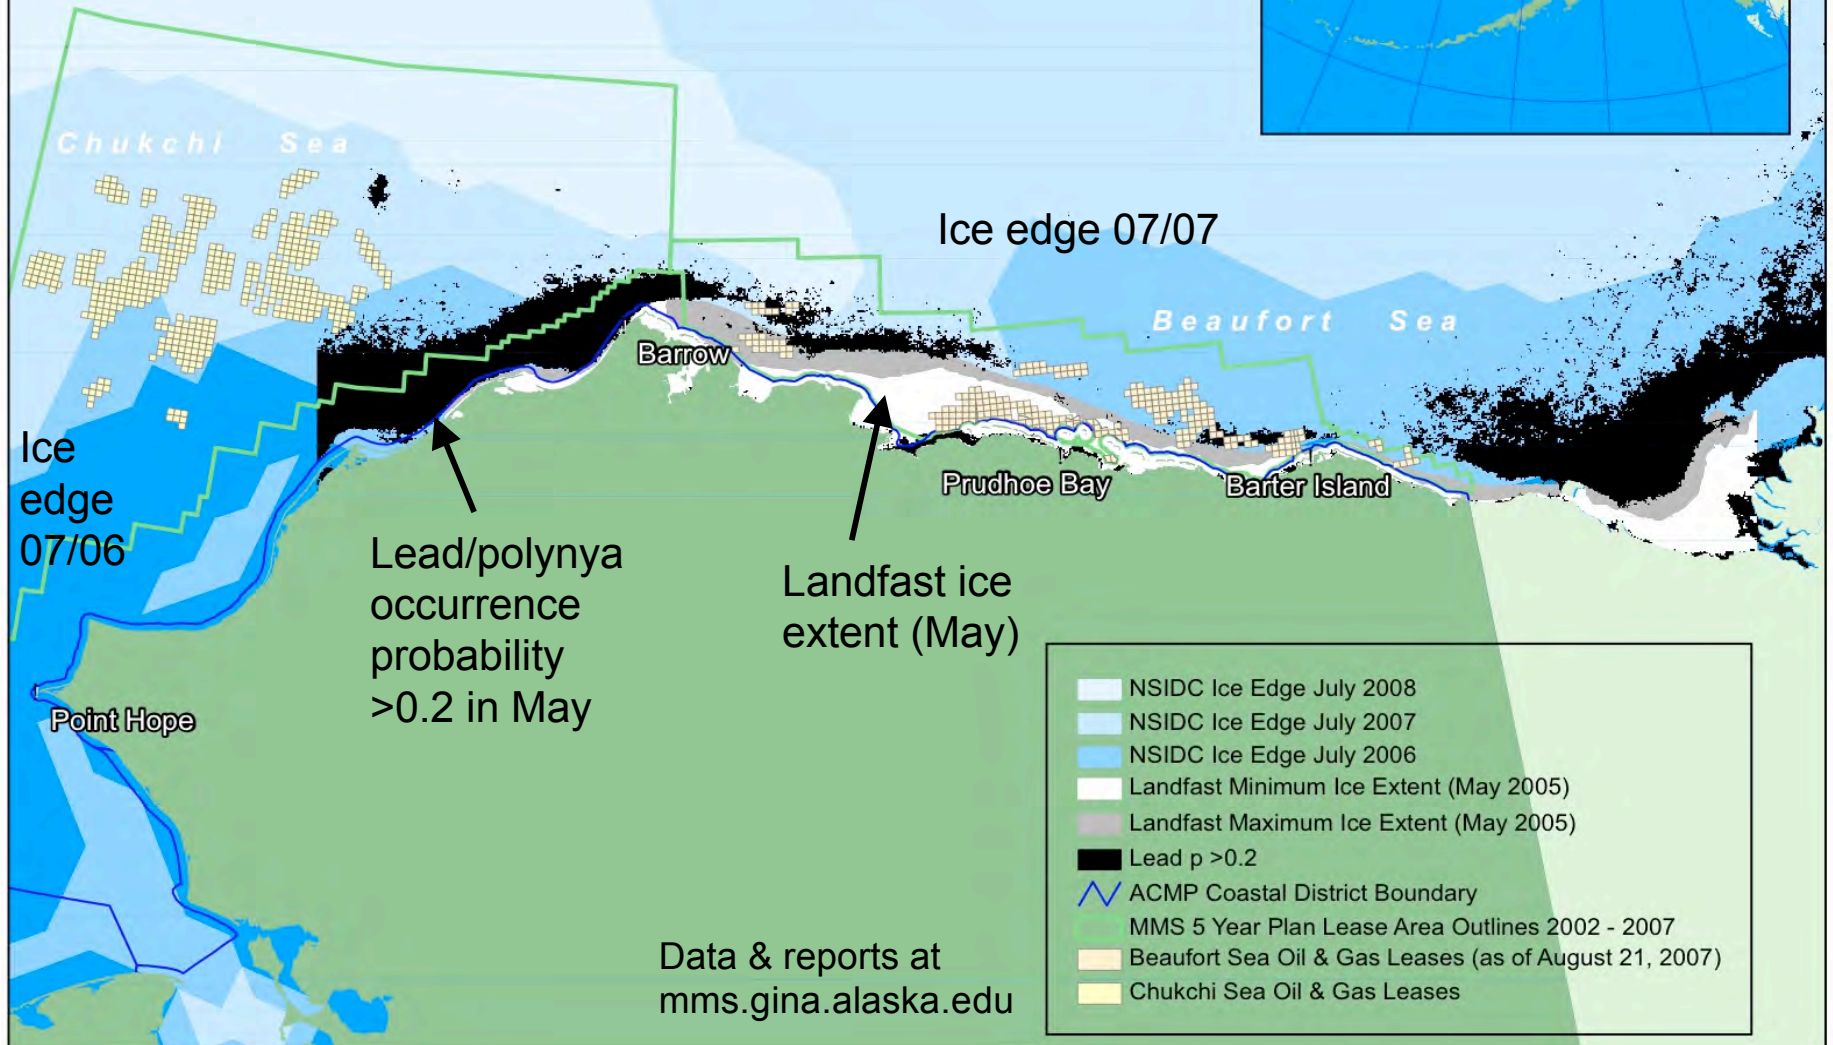 Chukchi Sea
Ice edge 07/07
Beaufort Sea
Barrow
Ice
edge
07/06
Prudhoe Bay
Barter Island
Lead/polynya
occurrence
probability
>0.2 in May
Landfast ice
extent (May)
Point Hope
NSIDC Ice Edge July 2008
NSIDC Ice Edge July 2007
NSIDC Ice Edge July 2006
Landfast Minimum Ice Extent (May 2005)
Landfast Maximum Ice Extent (May 2005)
Lead p >0.2
ACMP Coastal District Boundary
MMS 5 Year Plan Lease Area Outlines 2002 - 2007
Beaufort Sea Oil & Gas Leases (as of August 21, 2007)
Chukchi Sea Oil & Gas Leases
Data & reports at
mms.gina.alaska.edu